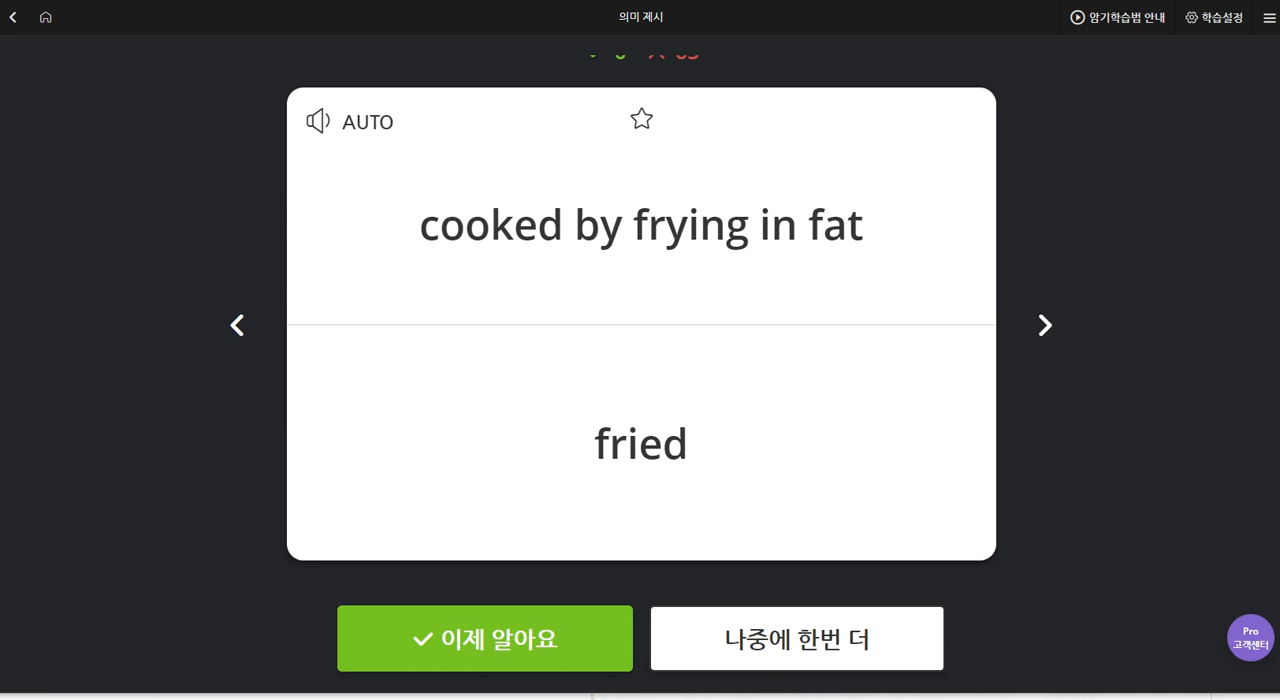 의미 제시
암기학습법 안내
학습설정
AUTO
cooked by frying in fat
fried
이제 알아요
나중에 한번 더
Pro
고객센터